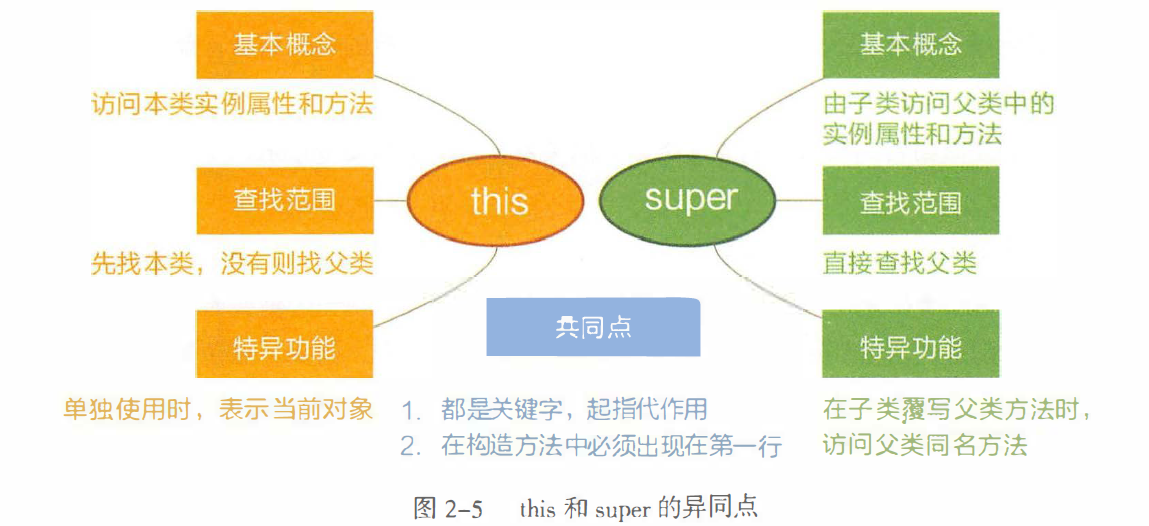 基本概念
访问本类实例属性和方法
查找范围
先找本类，没有则找父类
特异功能
单独使用时，表示当前对象
this
super
基本概念
由子类访问父类中的
实例属性和方法
查找范围
直接查找父类
特异功能
在子类覆写父类方法时，
访问父类同名方法
共同点
1. 都是关键字，起指代作用
2. 在构造方法中必须出现在第一行
图 2-5 this 和 super 的异同点